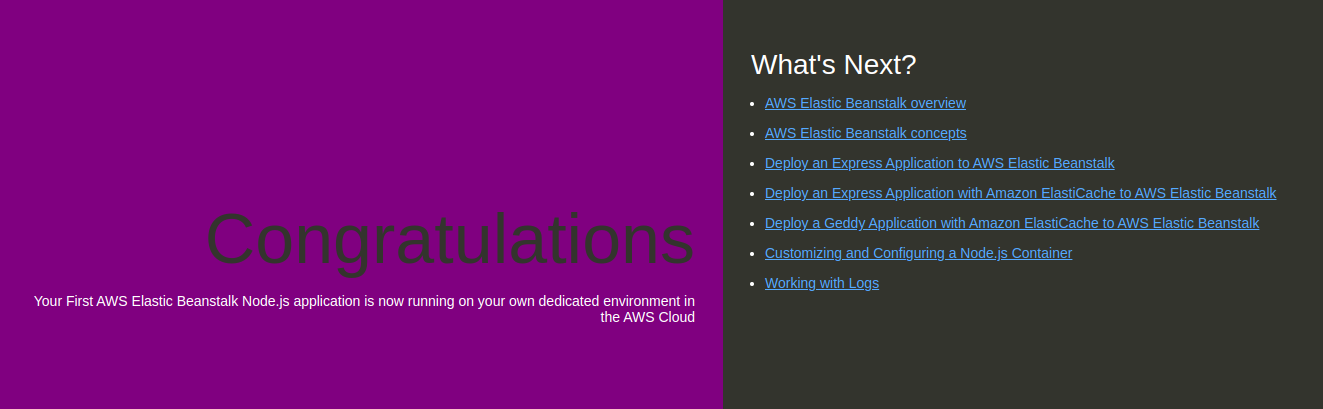 Congratulations
Your First AWS Elastic Beanstalk Node.js application is now running on your own dedicated environment in
the AWS Cloud
What's Next?
AWS Elastic Beanstalk overview
AWS Elastic Beanstalk concepts
Deploy an Express Application to AWS Elastic Beanstalk
Deploy an Express Application with Amazon ElastiCache to AWS Elastic Beanstalk
Deploy a Geddy Application with Amazon ElastiCache to AWS Elastic Beanstalk
Customizing and Configuring a Node.js Container
Working with Logs